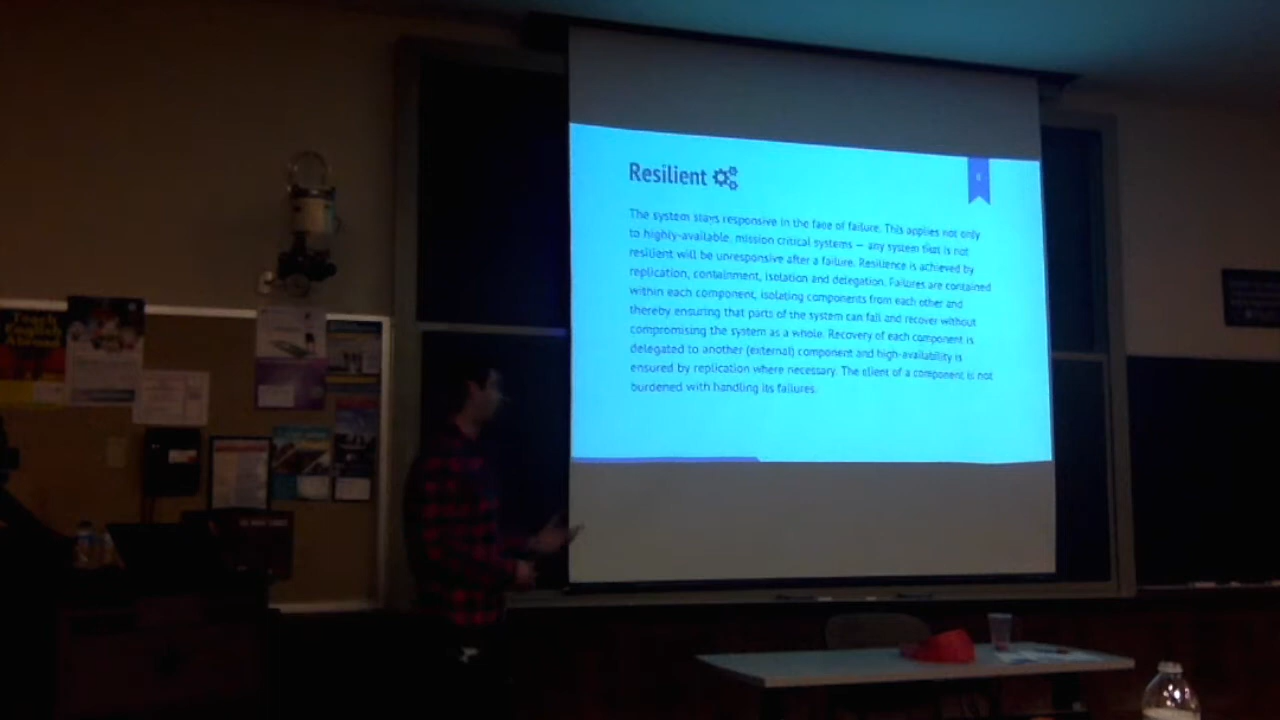 Resilient
The system stays responsive in the face of failure. This applies not only
to highly-available, mission critical systems — any system that is not
resilient will be unresponsive after a failure. Resilience is achieved by
replication, containment, isolation and delegation. Failures are contained
within each component, isolating components from each other and
thereby ensuring that parts of the system can fail and recover without
compromising the system as a whole. Recovery of each component is
delegated to another (external) component and high-availability is
ensured by replication where necessary. The client of a component is not
burdened with handling its failures.
Teach
English
Abroad